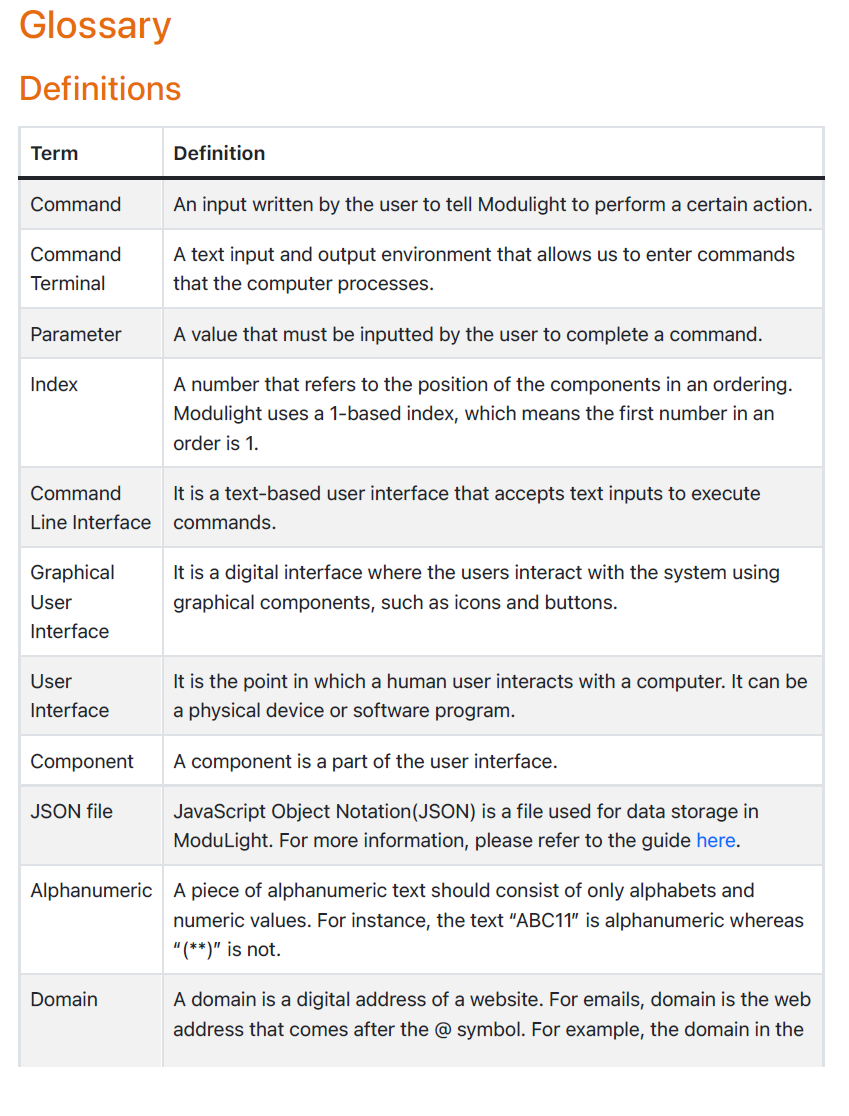 Glossary
Definitions
Term Definition
Command An input written by the user to tell Modulight to perform a certain action.
Command Terminal
A text input and output environment that allows us to enter commands
that the computer processes.
Parameter A value that must be inputted by the user to complete a command.
Index A number that refers to the position of the components in an ordering.
Modulight uses a 1-based index, which means the first number in an
order is 1.
Command
Line Interface
It is a text-based user interface that accepts text inputs to execute
commands.
Graphical
User
Interface
It is a digital interface where the users interact with the system using
graphical components, such as icons and buttons.
User
Interface
It is the point in which a human user interacts with a computer. It can be
a physical device or software program.
Component A component is a part of the user interface.
JSON file JavaScript Object Notation(JSON) is a file used for data storage in
ModuLight. For more information, please refer to the guide here.
Alphanumeric A piece of alphanumeric text should consist of only alphabets and
numeric values. For instance, the text “ABC11” is alphanumeric whereas
“(**)” is not.
Domain A domain is a digital address of a website. For emails, domain is the web
address that comes after the @ symbol. For example, the domain in the